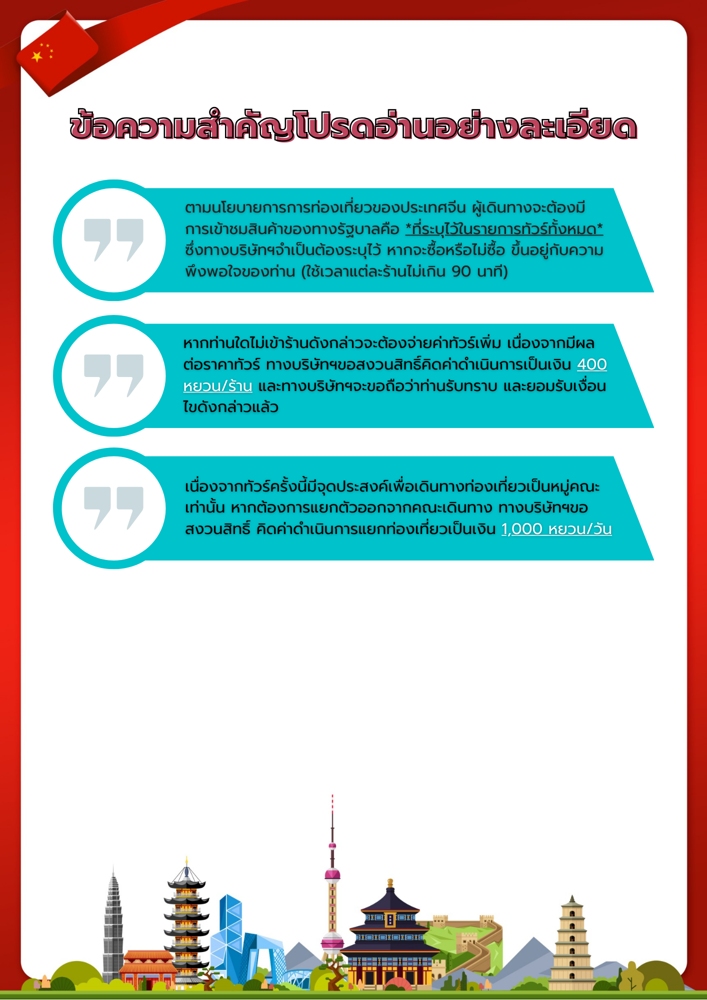 ข้อความสำคัญโปรดอ่านอย่างละเอียด
ตามนโยบายการการท่องเที่ยวของประเทศจีน ผู้เดินทางจะต้องมี
การเข้าชมสินค้าของทางรัฐบาลคือ *ที่ระบุไว้ในรายการทัวร์ทั้งหมด*
ซึ่งทางบริษัทฯจำเป็นต้องระบุไว้ หากจะซื้อหรือไม่ซื้อ ขึ้นอยู่กับความ
พึงพอใจของท่าน (ใช้เวลาแต่ละร้านไม่เกิน 90 นาที)
หากท่านใดไม่เข้าร้านดังกล่าวจะต้องจ่ายค่าทัวร์เพิ่ม เนื่องจากมีผล
ต่อราคาทัวร์ ทางบริษัทฯขอสงวนสิทธิ์คิดค่าดำเนินการเป็นเงิน 400
หยวน/ร้าน และทางบริษัทฯจะขอถือว่าท่านรับทราบ และยอมรับเงื่อน
ไขดังกล่าวแล้ว
เนื่องจากทัวร์ครั้งนี้มีจุดประสงค์เพื่อเดินทางท่องเที่ยวเป็นหมู่คณะ
เท่านั้น หากต้องการแยกตัวออกจากคณะเดินทาง ทางบริษัทฯขอ
สงวนสิทธิ์ คิดค่าดำเนินการแยกท่องเที่ยวเป็นเงิน 1,000 หยวน/วัน